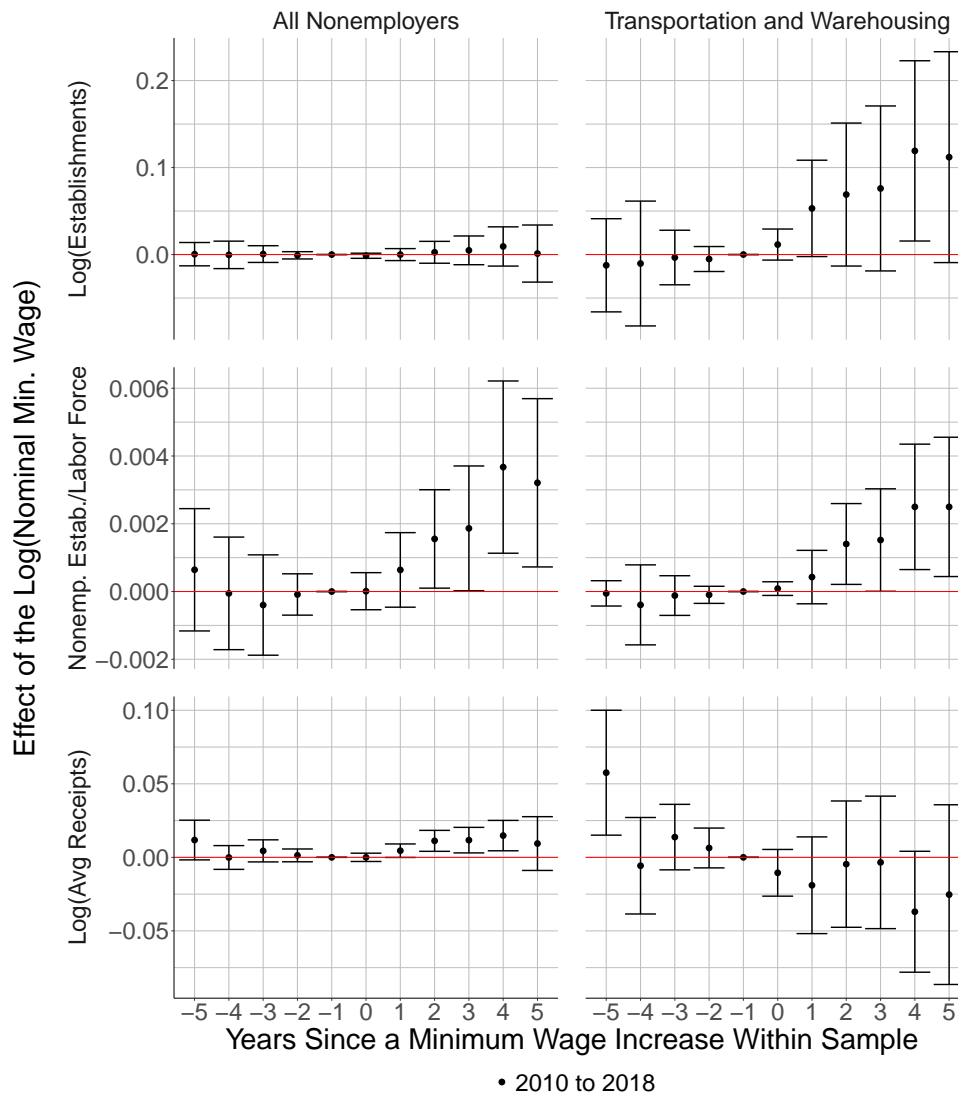 All Nonemployers
Transportation and Warehousing
Effect of the Log(Nominal Min. Wage)
Log(Establishments)
0.2
0.1
0.0
Nonemp. Estab./Labor Force
0.006
0.004
0.002
0.000
−0.002
Log(Avg Receipts)
0.10
0.05
0.00
−0.05
−5 −4 −3 −2 −1 0 1 2 3 4 5
−5 −4 −3 −2 −1 0 1 2 3 4 5
Years Since a Minimum Wage Increase Within Sample
2010 to 2018